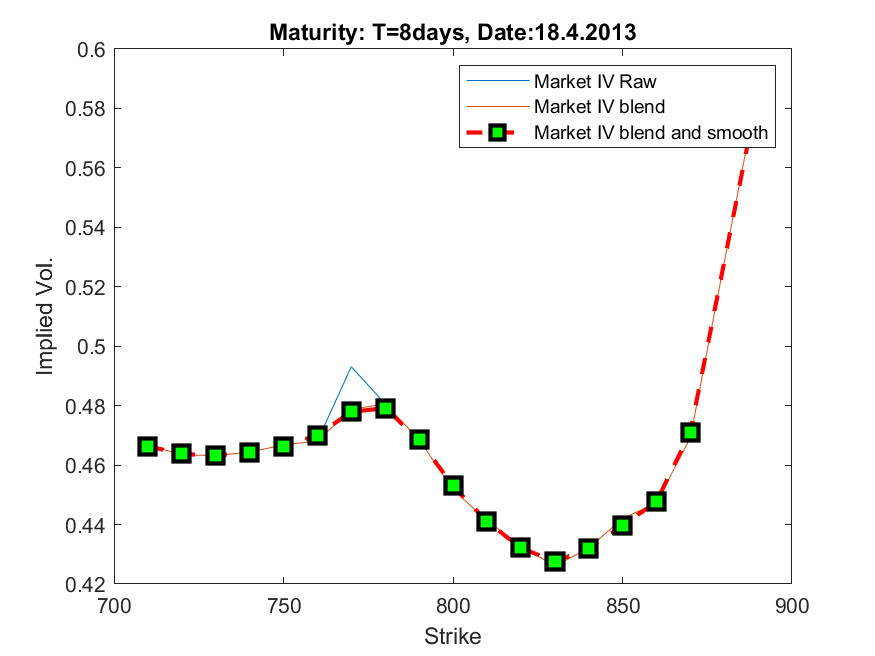 Maturity: T=8days, Date:18.4.2013
Market IV Raw
Market IV blend
Market IV blend and smooth
0.6
0.58
0.56
0.54
0.52
0.5
0.48
0.46
0.44
0.42
Implied Vol.
700
750
800
850
900
Strike